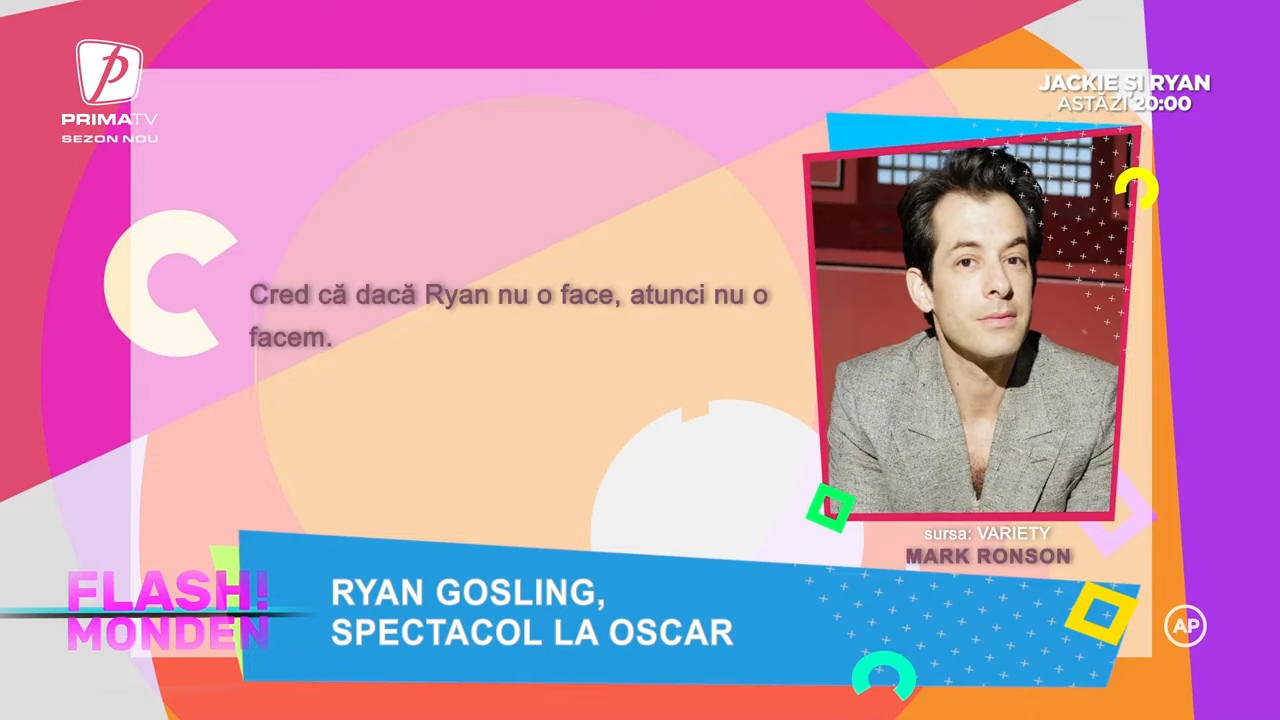 PRIMATV
SEZON NOU
JACKIE ȘI RYAN
ASTĂZI 20:00
Cred că dacă Ryan nu o face, atunci nu o
facem.
sursa: VARIETY
MARK RONSON
FLASH!
MONDEN
RYAN GOSLING,
SPECTACOL LA OSCAR
AP